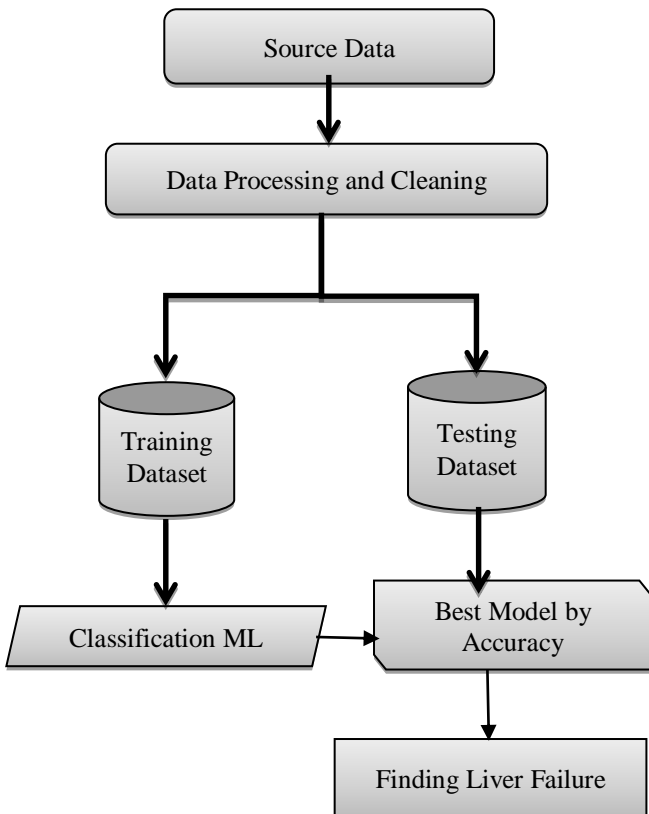 Source Data
Data Processing and Cleaning
Training
Dataset
Testing
Dataset
Classification ML
Best Model by
Accuracy
Finding Liver Failure